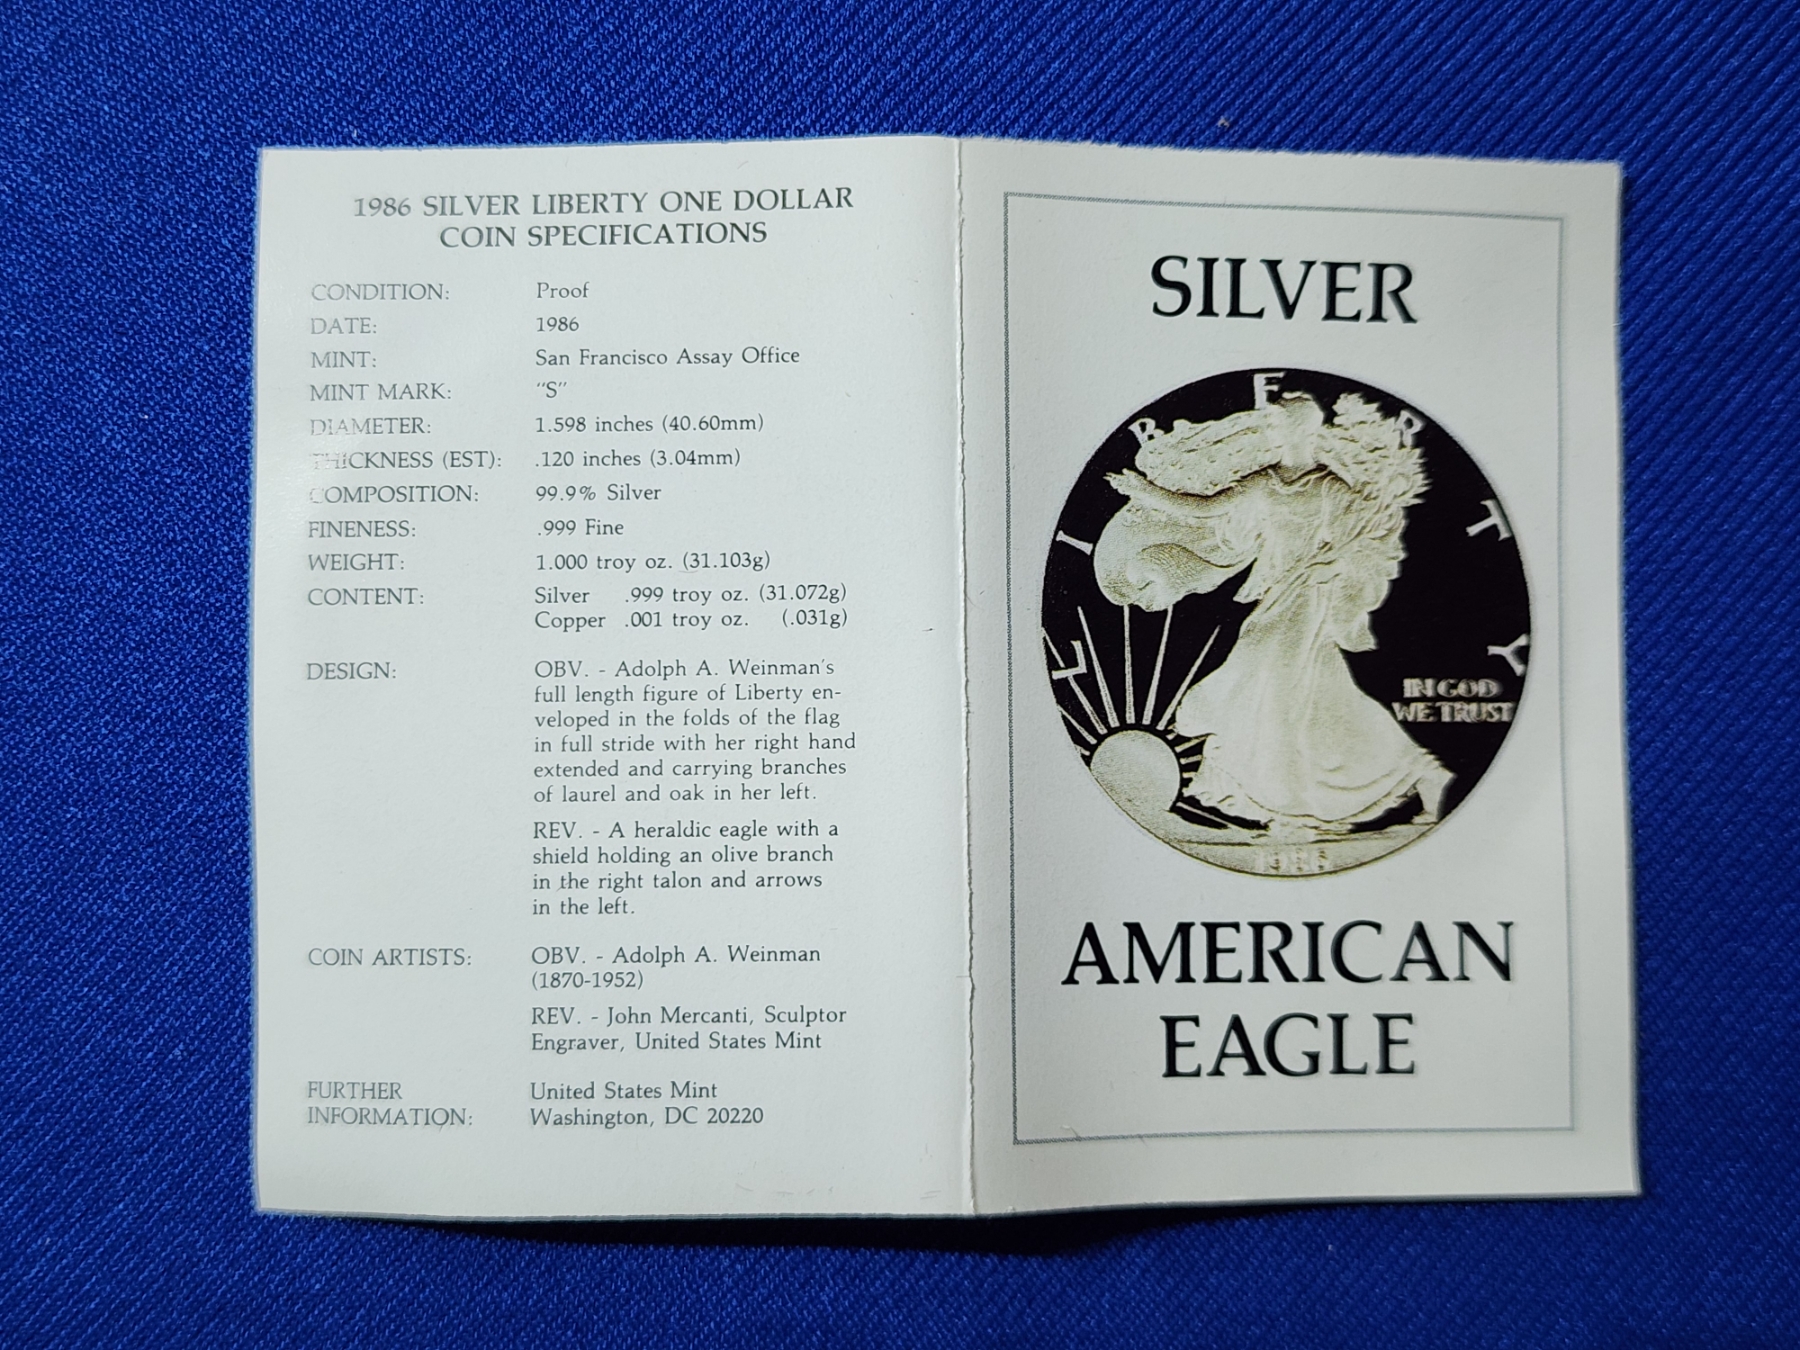 1986 SILVER LIBERTY ONE DOLLAR
COIN SPECIFICATIONS
CONDITION: Proof
DATE: 1986
MINT: San Francisco Assay Office
MINT MARK: "S"
DIAMETER: 1.598 inches (40.60mm)
THICKNESS (EST): .120 inches (3.04mm)
COMPOSITION: 99.9% Silver
FINENESS: .999 Fine
WEIGHT: 1.000 troy oz. (31.103g)
CONTENT: Silver .999 troy oz. (31.072g)
Copper .001 troy oz. (.031g)
DESIGN: OBV. - Adolph A. Weinman's
full length figure of Liberty en-
veloped in the folds of the flag
in full stride with her right hand
extended and carrying branches
of laurel and oak in her left.
REV. - A heraldic eagle with a
shield holding an olive branch
in the right talon and arrows
in the left.
COIN ARTISTS: OBV. - Adolph A. Weinman
(1870-1952)
REV. - John Mercanti, Sculptor
Engraver, United States Mint
FURTHER United States Mint
INFORMATION: Washington, DC 20220
SILVER
LIBERTY
IN GOD
WE TRUST
1986
AMERICAN
EAGLE